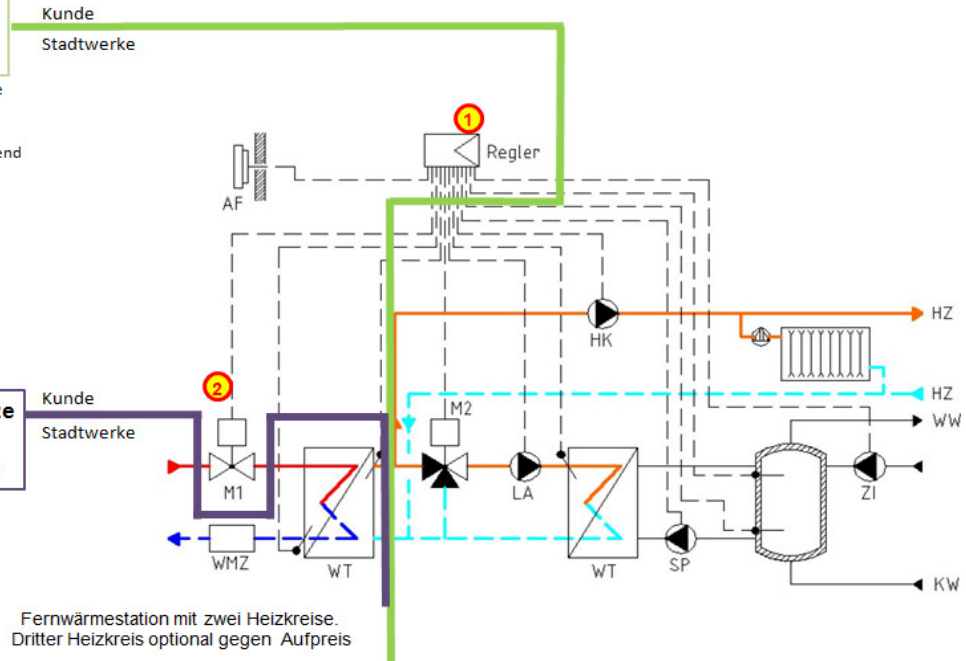 Kunde
Stadtwerke
e
end
1
Regler
AF
HK
HZ
2
te
Kunde
Stadtwerke
M2
HZ
WW
M1
LA
ZI
WMZ
WT
WT
SP
KW
Fernwärmestation mit zwei Heizkreise.
Dritter Heizkreis optional gegen Aufpreis